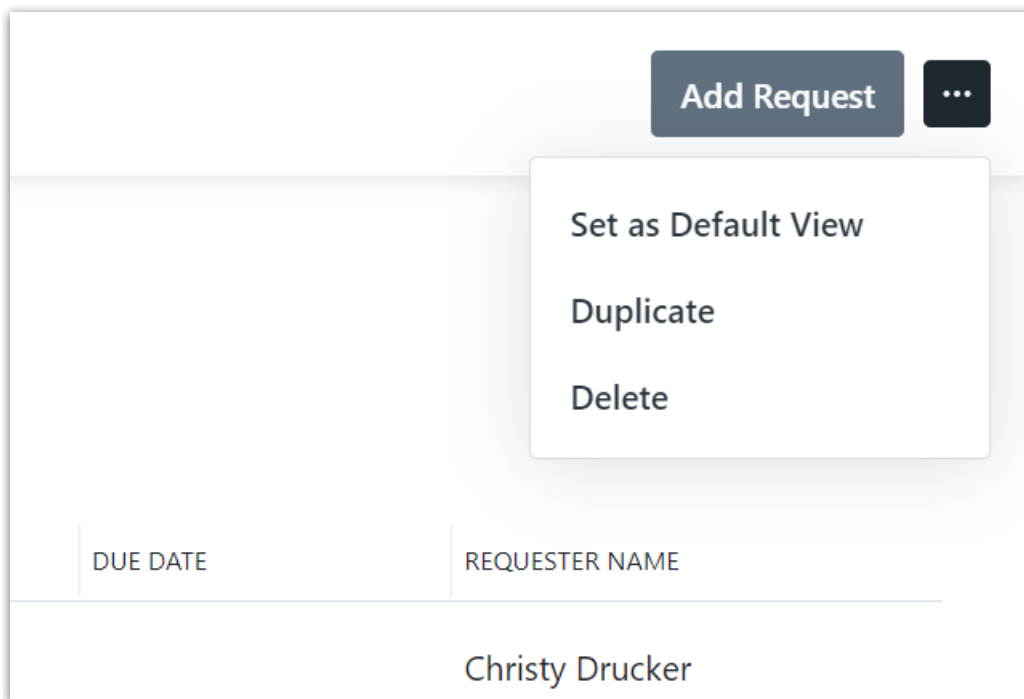 Add Request
Set as Default View
Duplicate
Delete
DUE DATE
REQUESTER NAME
Christy Drucker